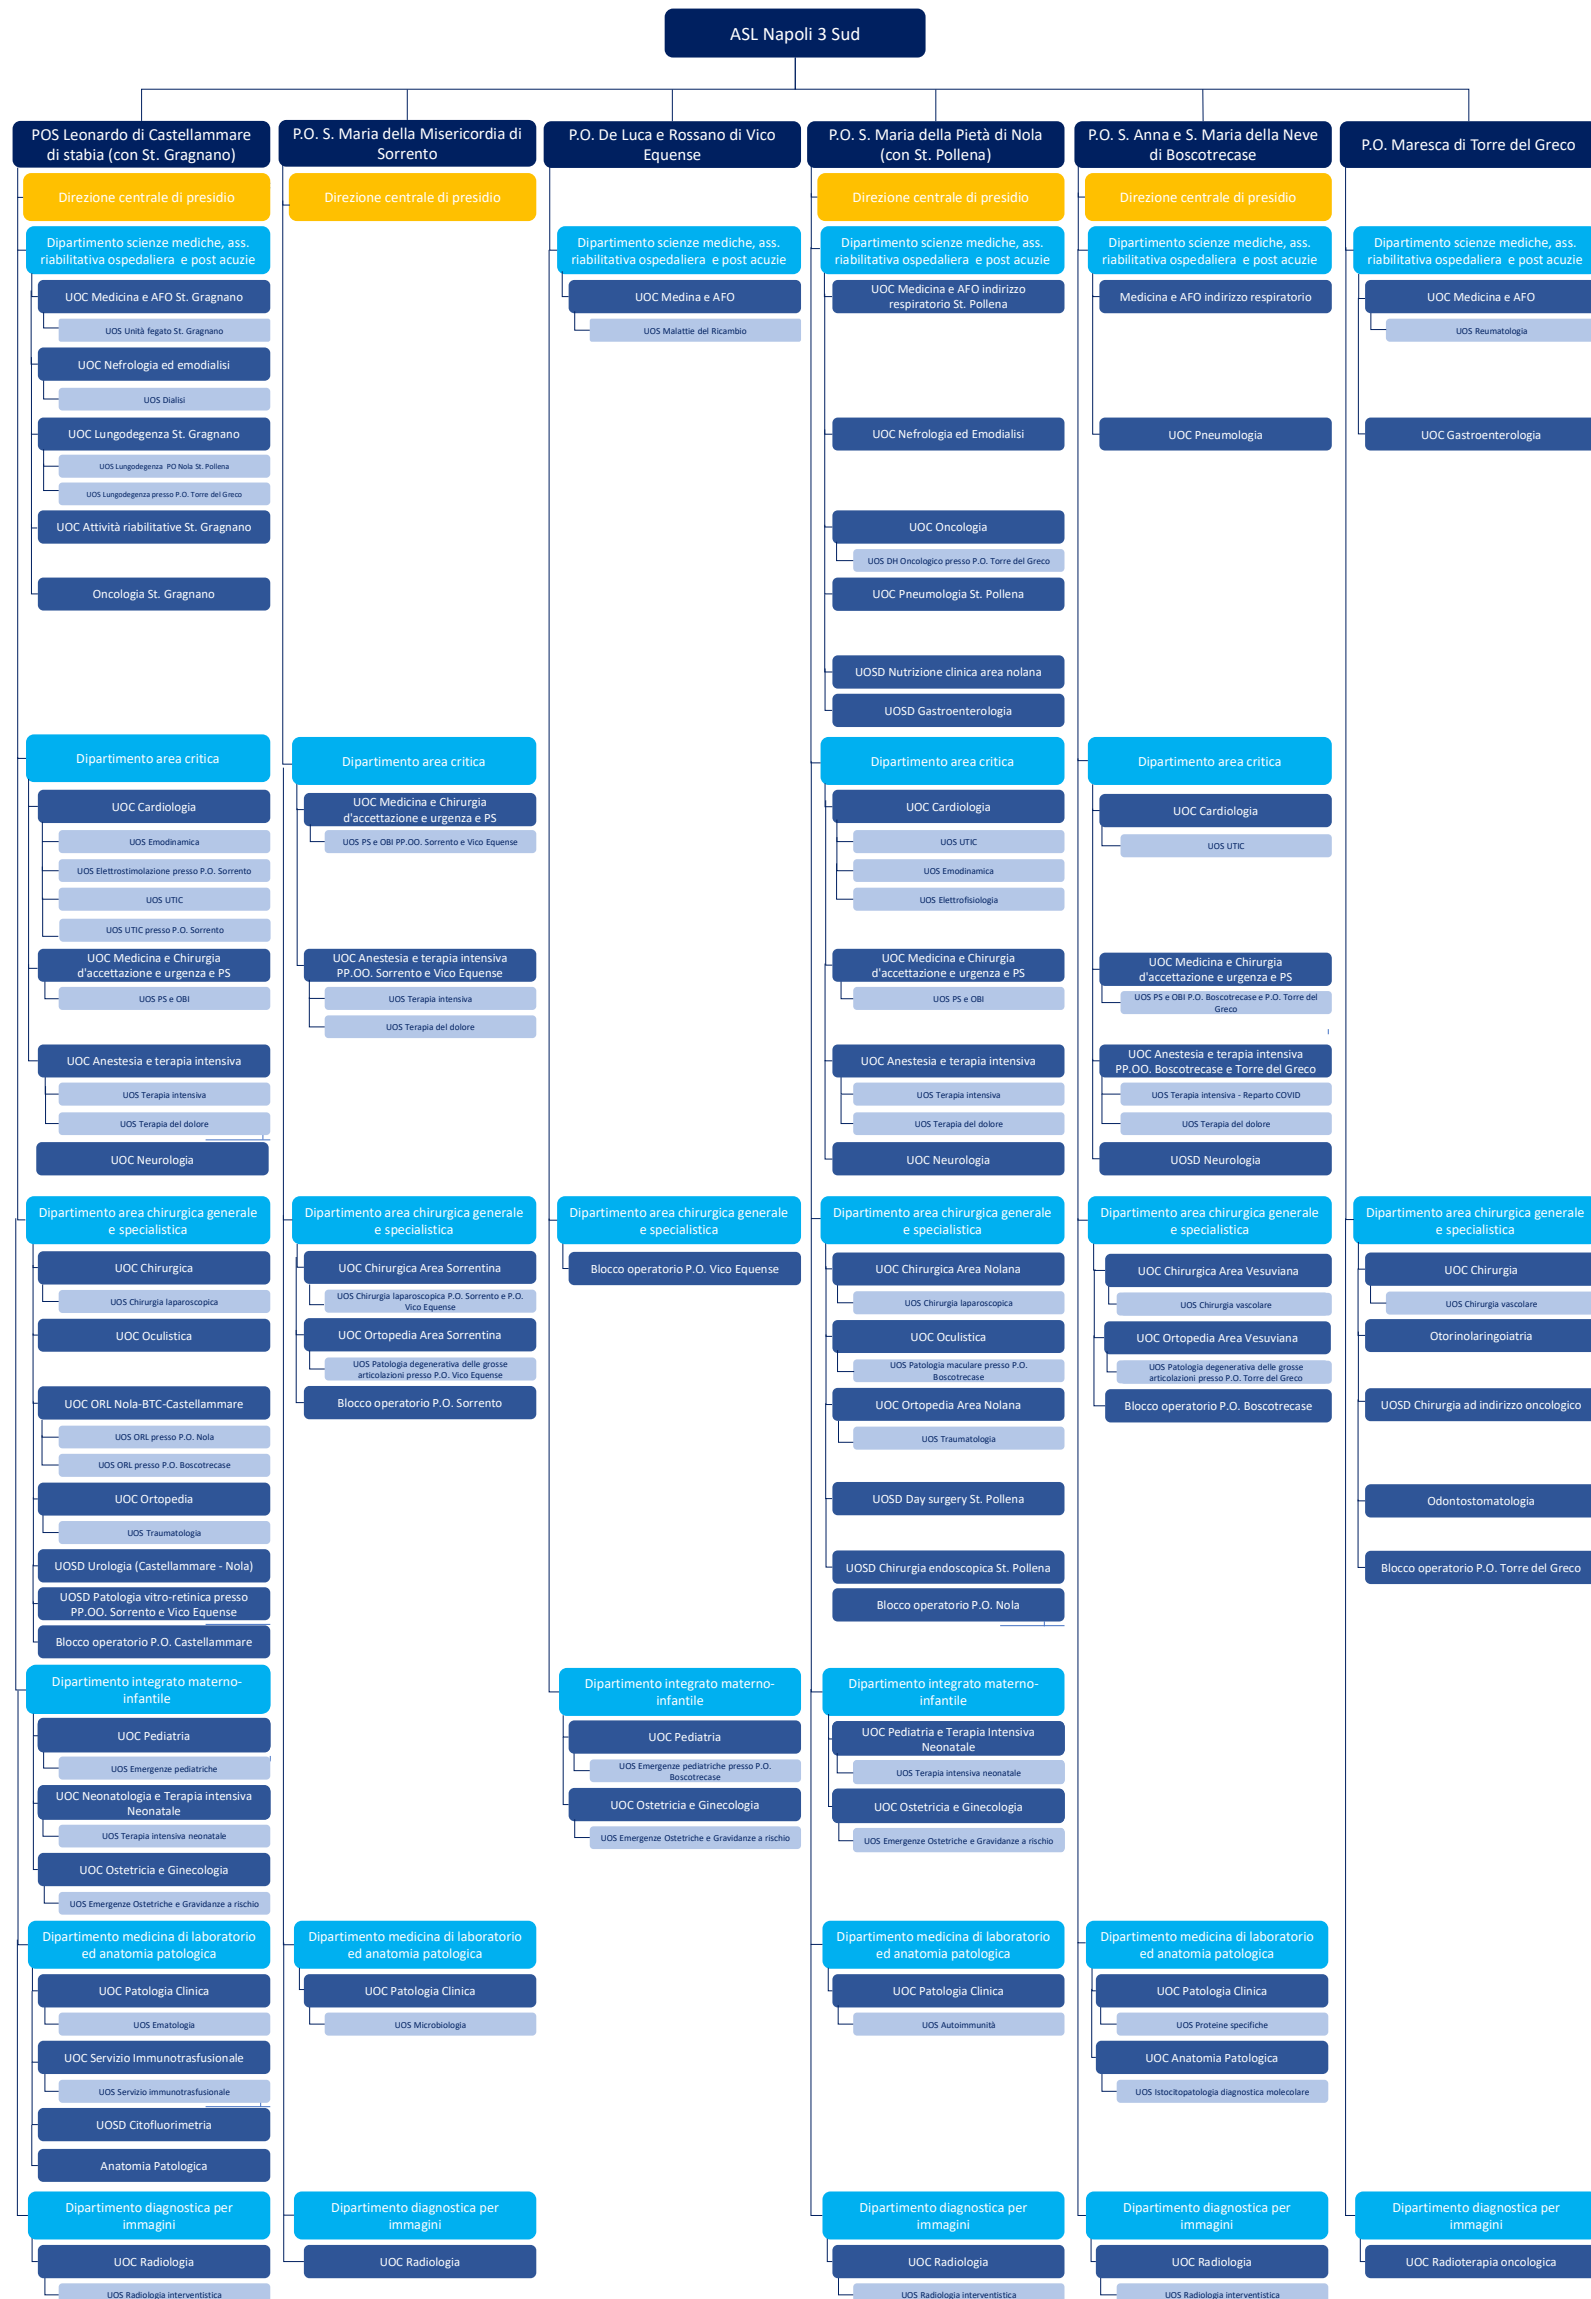 ASL Napoli 3 Sud
POS Leonardo di Castellammare
di stabia (con St. Gragnano)
Direzione centrale di presidio
Dipartimento scienze mediche, ass.
riabilitativa ospedaliera e post acuzie
UOC Medicina e AFO St. Gragnano
UOS Unità fegato St. Gragnano
UOC Nefrologia ed emodialisi
UOS Dialisi
UOC Lungodegenza St. Gragnano
UOS Lungodegenza PO Nola St. Pollena
UOS Lungodegenza presso P.O. Torre del Greco
UOC Attività riabilitative St. Gragnano
Oncologia St. Gragnano
Dipartimento area critica
UOC Cardiologia
UOS Emodinamica
UOS Elettrostimolazione presso P.O. Sorrento
UOS UTIC
UOS UTIC presso P.O. Sorrento
UOC Medicina e Chirurgia
d'accettazione e urgenza e PS
UOS PS e OBI
UOC Anestesia e terapia intensiva
UOS Terapia intensiva
UOS Terapia del dolore
UOC Neurologia
Dipartimento area chirurgica generale
e specialistica
UOC Chirurgica
UOS Chirurgia laparoscopica
UOC Oculistica
UOC ORL Nola-BTC-Castellammare
UOS ORL presso P.O. Nola
UOS ORL presso P.O. Boscotrecase
UOC Ortopedia
UOS Traumatologia
UOSD Urologia (Castellammare - Nola)
UOSD Patologia vitro-retinica presso
PP.OO. Sorrento e Vico Equense
Blocco operatorio P.O. Castellammare
Dipartimento integrato materno-
infantile
UOC Pediatria
UOS Emergenze pediatriche
UOC Neonatologia e Terapia intensiva
Neonatale
UOS Terapia intensiva neonatale
UOC Ostetricia e Ginecologia
UOS Emergenze Ostetriche e Gravidanze a rischio
Dipartimento medicina di laboratorio
ed anatomia patologica
UOC Patologia Clinica
UOS Ematologia
UOC Servizio Immunotrasfusionale
UOS Servizio immunotrasfusionale
UOSD Citofluorimetria
Anatomia Patologica
Dipartimento diagnostica per
immagini
UOC Radiologia
UOS Radiologia interventistica
P.O. S. Maria della Misericordia di
Sorrento
Direzione centrale di presidio
Dipartimento area critica
UOC Medicina e Chirurgia
d'accettazione e urgenza e PS
UOS PS e OBI PP.OO. Sorrento e Vico Equense
UOC Anestesia e terapia intensiva
PP.OO. Sorrento e Vico Equense
UOS Terapia intensiva
UOS Terapia del dolore
Dipartimento area chirurgica generale
e specialistica
UOC Chirurgica Area Sorrentina
UOS Chirurgia laparoscopica P.O. Sorrento e P.O.
Vico Equense
UOC Ortopedia Area Sorrentina
UOS Patologia degenerativa delle grosse
articolazioni presso P.O. Vico Equense
Blocco operatorio P.O. Sorrento
Dipartimento medicina di laboratorio
ed anatomia patologica
UOC Patologia Clinica
UOS Microbiologia
Dipartimento diagnostica per
immagini
UOC Radiologia
P.O. De Luca e Rossano di Vico
Equense
Dipartimento scienze mediche, ass.
riabilitativa ospedaliera e post acuzie
UOC Medina e AFO
UOS Malattie del Ricambio
Dipartimento area chirurgica generale
e specialistica
Blocco operatorio P.O. Vico Equense
Dipartimento integrato materno-
infantile
UOC Pediatria
UOS Emergenze pediatriche presso P.O.
Boscotrecase
UOC Ostetricia e Ginecologia
UOS Emergenze Ostetriche e Gravidanze a rischio
P.O. S. Maria della Pietà di Nola
(con St. Pollena)
Direzione centrale di presidio
Dipartimento scienze mediche, ass.
riabilitativa ospedaliera e post acuzie
UOC Medicina e AFO indirizzo
respiratorio St. Pollena
UOC Nefrologia ed Emodialisi
UOC Oncologia
UOS DH Oncologico presso P.O. Torre del Greco
UOC Pneumologia St. Pollena
UOSD Nutrizione clinica area nolana
UOSD Gastroenterologia
Dipartimento area critica
UOC Cardiologia
UOS UTIC
UOS Emodinamica
UOS Elettrofisiologia
UOC Medicina e Chirurgia
d'accettazione e urgenza e PS
UOS PS e OBI
UOC Anestesia e terapia intensiva
UOS Terapia intensiva
UOS Terapia del dolore
UOC Neurologia
Dipartimento area chirurgica generale
e specialistica
UOC Chirurgica Area Nolana
UOS Chirurgia laparoscopica
UOC Oculistica
UOS Patologia maculare presso P.O.
Boscotrecase
UOC Ortopedia Area Nolana
UOS Traumatologia
UOSD Day surgery St. Pollena
UOSD Chirurgia endoscopica St. Pollena
Blocco operatorio P.O. Nola
Dipartimento integrato materno-
infantile
UOC Pediatria e Terapia Intensiva
Neonatale
UOS Terapia intensiva neonatale
UOC Ostetricia e Ginecologia
UOS Emergenze Ostetriche e Gravidanze a rischio
Dipartimento medicina di laboratorio
ed anatomia patologica
UOC Patologia Clinica
UOS Autoimmunità
Dipartimento diagnostica per
immagini
UOC Radiologia
UOS Radiologia interventistica
P.O. S. Anna e S. Maria della Neve
di Boscotrecase
Direzione centrale di presidio
Dipartimento scienze mediche, ass.
riabilitativa ospedaliera e post acuzie
Medicina e AFO indirizzo respiratorio
UOC Pneumologia
Dipartimento area critica
UOC Cardiologia
UOS UTIC
UOC Medicina e Chirurgia
d'accettazione e urgenza e PS
UOS PS e OBI P.O. Boscotrecase e P.O. Torre del
Greco
UOC Anestesia e terapia intensiva
PP.OO. Boscotrecase e Torre del Greco
UOS Terapia intensiva - Reparto COVID
UOS Terapia del dolore
UOSD Neurologia
Dipartimento area chirurgica generale
e specialistica
UOC Chirurgica Area Vesuviana
UOS Chirurgia vascolare
UOC Ortopedia Area Vesuviana
UOS Patologia degenerativa delle grosse
articolazioni presso P.O. Torre del Greco
Blocco operatorio P.O. Boscotrecase
Dipartimento medicina di laboratorio
ed anatomia patologica
UOC Patologia Clinica
UOS Proteine specifiche
UOC Anatomia Patologica
UOS Istocitopatologia diagnostica molecolare
Dipartimento diagnostica per
immagini
UOC Radiologia
UOS Radiologia interventistica
P.O. Maresca di Torre del Greco
Dipartimento scienze mediche, ass.
riabilitativa ospedaliera e post acuzie
UOC Medicina e AFO
UOS Reumatologia
UOC Gastroenterologia
Dipartimento area chirurgica generale
e specialistica
UOC Chirurgia
UOS Chirurgia vascolare
Otorinolaringoiatria
UOSD Chirurgia ad indirizzo oncologico
Odontostomatologia
Blocco operatorio P.O. Torre del Greco
Dipartimento diagnostica per
immagini
UOC Radioterapia oncologica